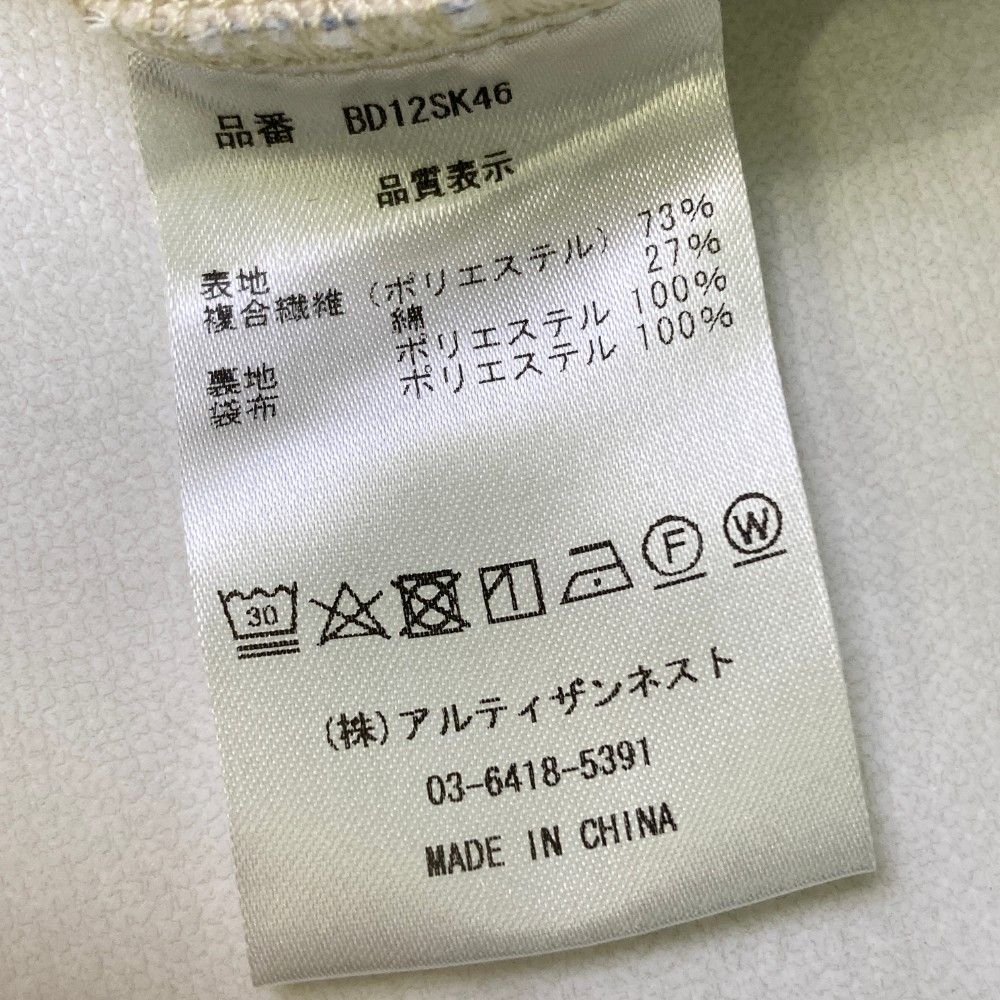 品番 BD12SK46
品質表示
表地
複合繊維 (ポリエステル) 73%
綿 27%
裏地 ポリエステル 100%
袋布 ポリエステル 100%
30
F
W
(株)アルティザンネスト
03-6418-5391
MADE IN CHINA